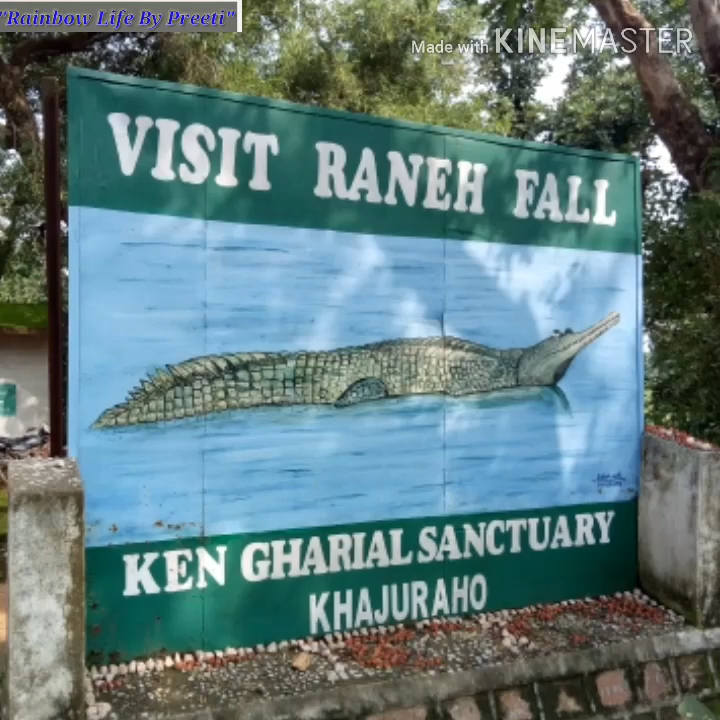 "Rainbow Life By Preeti"
Made with KINEMASTER
VISIT RANEH FALL
KEN GHARIAL SANCTUARY
KHAJURAHO